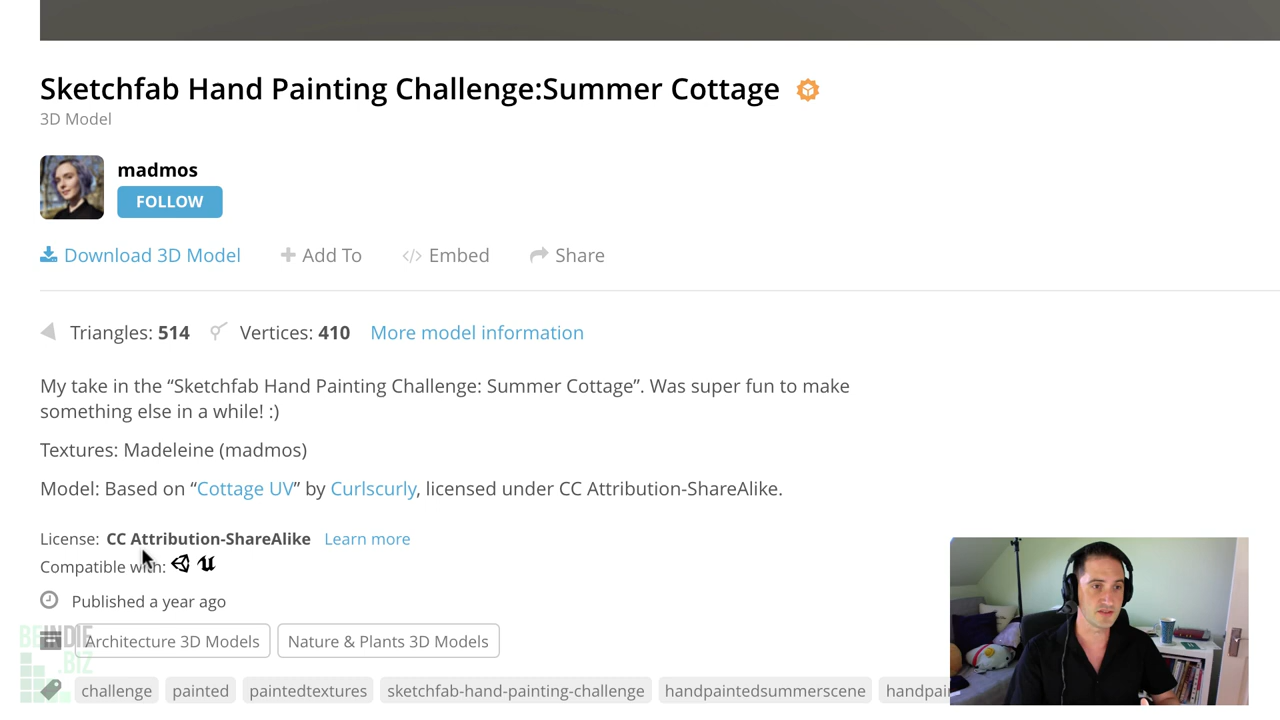 Sketchfab Hand Painting Challenge:Summer Cottage
3D Model
madmos
FOLLOW
Download 3D Model Add To </> Embed Share
Triangles: 514 Vertices: 410 More model information
My take in the “Sketchfab Hand Painting Challenge: Summer Cottage”. Was super fun to make
something else in a while! :)
Textures: Madeleine (madmos)
Model: Based on “Cottage UV” by Curlscurly, licensed under CC Attribution-ShareAlike.
License: CC Attribution-ShareAlike Learn more
Compatible with:
Published a year ago
BEINDIE
.BIZ
Architecture 3D Models Nature & Plants 3D Models
challenge painted paintedtextures sketchfab-hand-painting-challenge handpaintedsummerscene